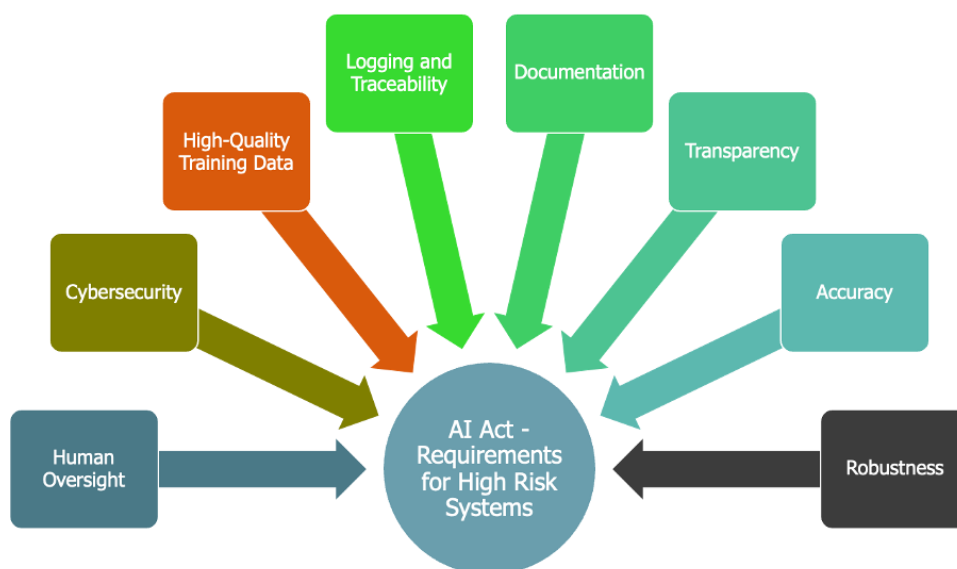 Logging and
Traceability
Documentation
High-Quality
Training Data
Transparency
Cybersecurity
Accuracy
Human
Oversight
AI Act -
Requirements
for High Risk
Systems
Robustness